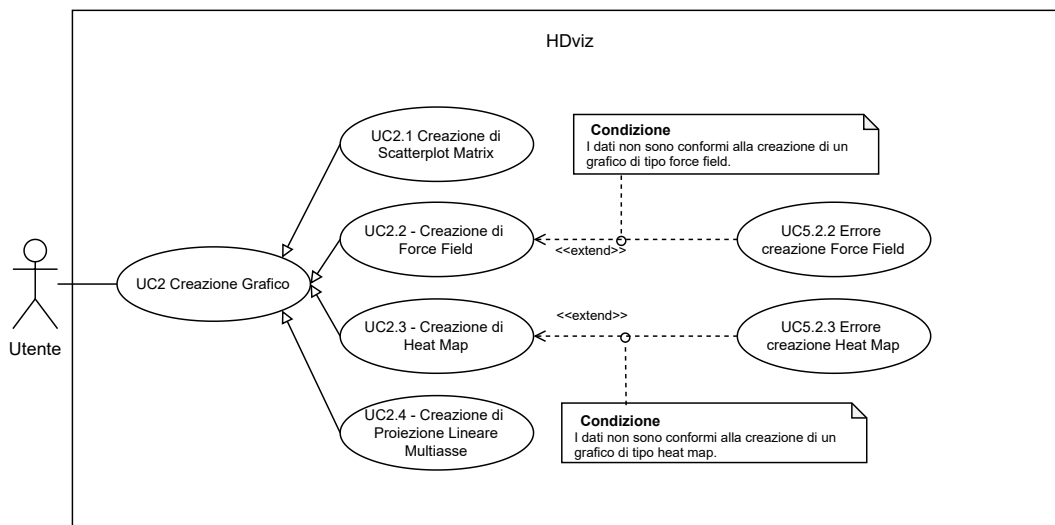 HDviz
UC2.1 Creazione di
Scatterplot Matrix
Condizione
I dati non sono conformi alla creazione di un
grafico di tipo force field.
UC2.2 - Creazione di
Force Field
<<extend>>
UC5.2.2 Errore
creazione Force Field
UC2 Creazione Grafico
Utente
UC2.3 - Creazione di
Heat Map
<<extend>>
UC5.2.3 Errore
creazione Heat Map
UC2.4 - Creazione di
Proiezione Lineare
Multiasse
Condizione
I dati non sono conformi alla creazione di un
grafico di tipo heat map.